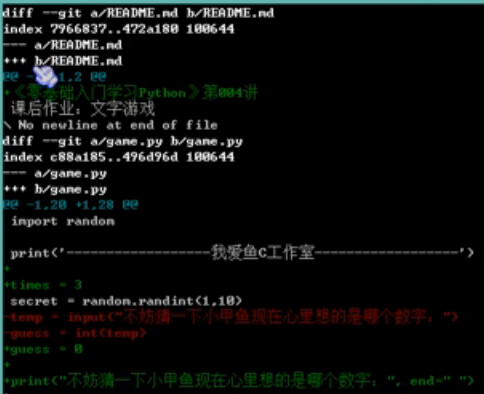 diff --git a/README.md b/README.md
index 7966837..472a180 100644
--- a/README.md
+++ b/README.md
@@ -1,2 @@
+《零基础入门学习Python》第004讲
 课后作业：文字游戏
\ No newline at end of file
diff --git a/game.py b/game.py
index c88a185..496d96d 100644
--- a/game.py
+++ b/game.py
@@ -1,20 +1,28 @@
 import random

 print('------------------我爱鱼C工作室------------------')
+
+times = 3
 secret = random.randint(1,10)
-temp = input("不妨猜一下小甲鱼现在心里想的是哪个数字：")
-guess = int(temp)
+guess = 0
+
+print("不妨猜一下小甲鱼现在心里想的是哪个数字：", end=" ")